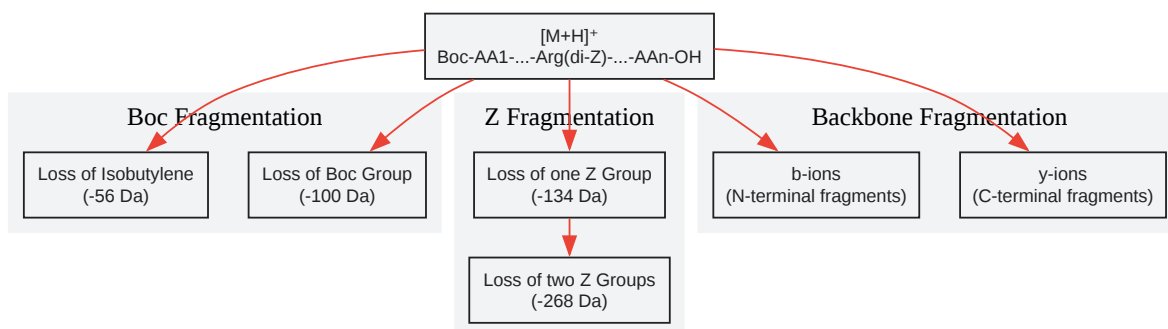 [M+H]⁺
Boc-AA1-...-Arg(di-Z)-...-AAn-OH
Boc Fragmentation
Z Fragmentation
Backbone Fragmentation
Loss of Isobutylene
(-56 Da)
Loss of Boc Group
(-100 Da)
Loss of one Z Group
(-134 Da)
b-ions
(N-terminal fragments)
y-ions
(C-terminal fragments)
Loss of two Z Groups
(-268 Da)